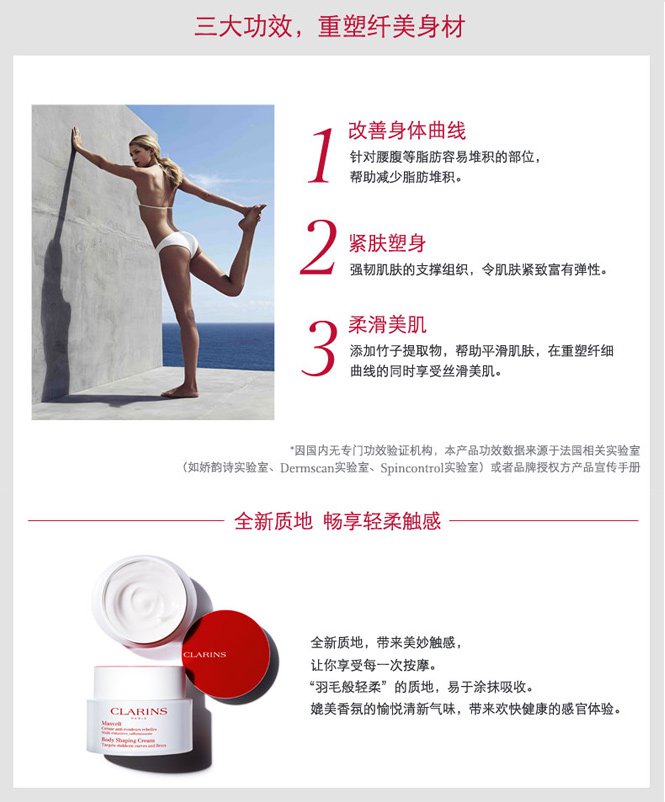 三大功效，重塑纤美身材
1
改善身体曲线
针对腰腹等脂肪容易堆积的部位，
帮助减少脂肪堆积。
2
紧肤塑身
强韧肌肤的支撑组织，令肌肤紧致富有弹性。
3
柔滑美肌
添加竹子提取物，帮助平滑肌肤，在重塑纤细
曲线的同时享受丝滑美肌。
*因国内无专门功效验证机构，本产品功效数据来源于法国相关实验室
（如娇韵诗实验室、Dermscan实验室、Spincontrol实验室）或者品牌授权方产品宣传手册
全新质地 畅享轻柔触感
CLARINS
全新质地，带来美妙触感，
让你享受每一次按摩。
“羽毛般轻柔”的质地，易于涂抹吸收。
媲美香氛的愉悦清新气味，带来欢快健康的感官体验。
CLARINS
PARIS
Masvelt
Crème anti-rondeurs rebelles
Body Shaping Cream
Targets stubborn curves and flexes